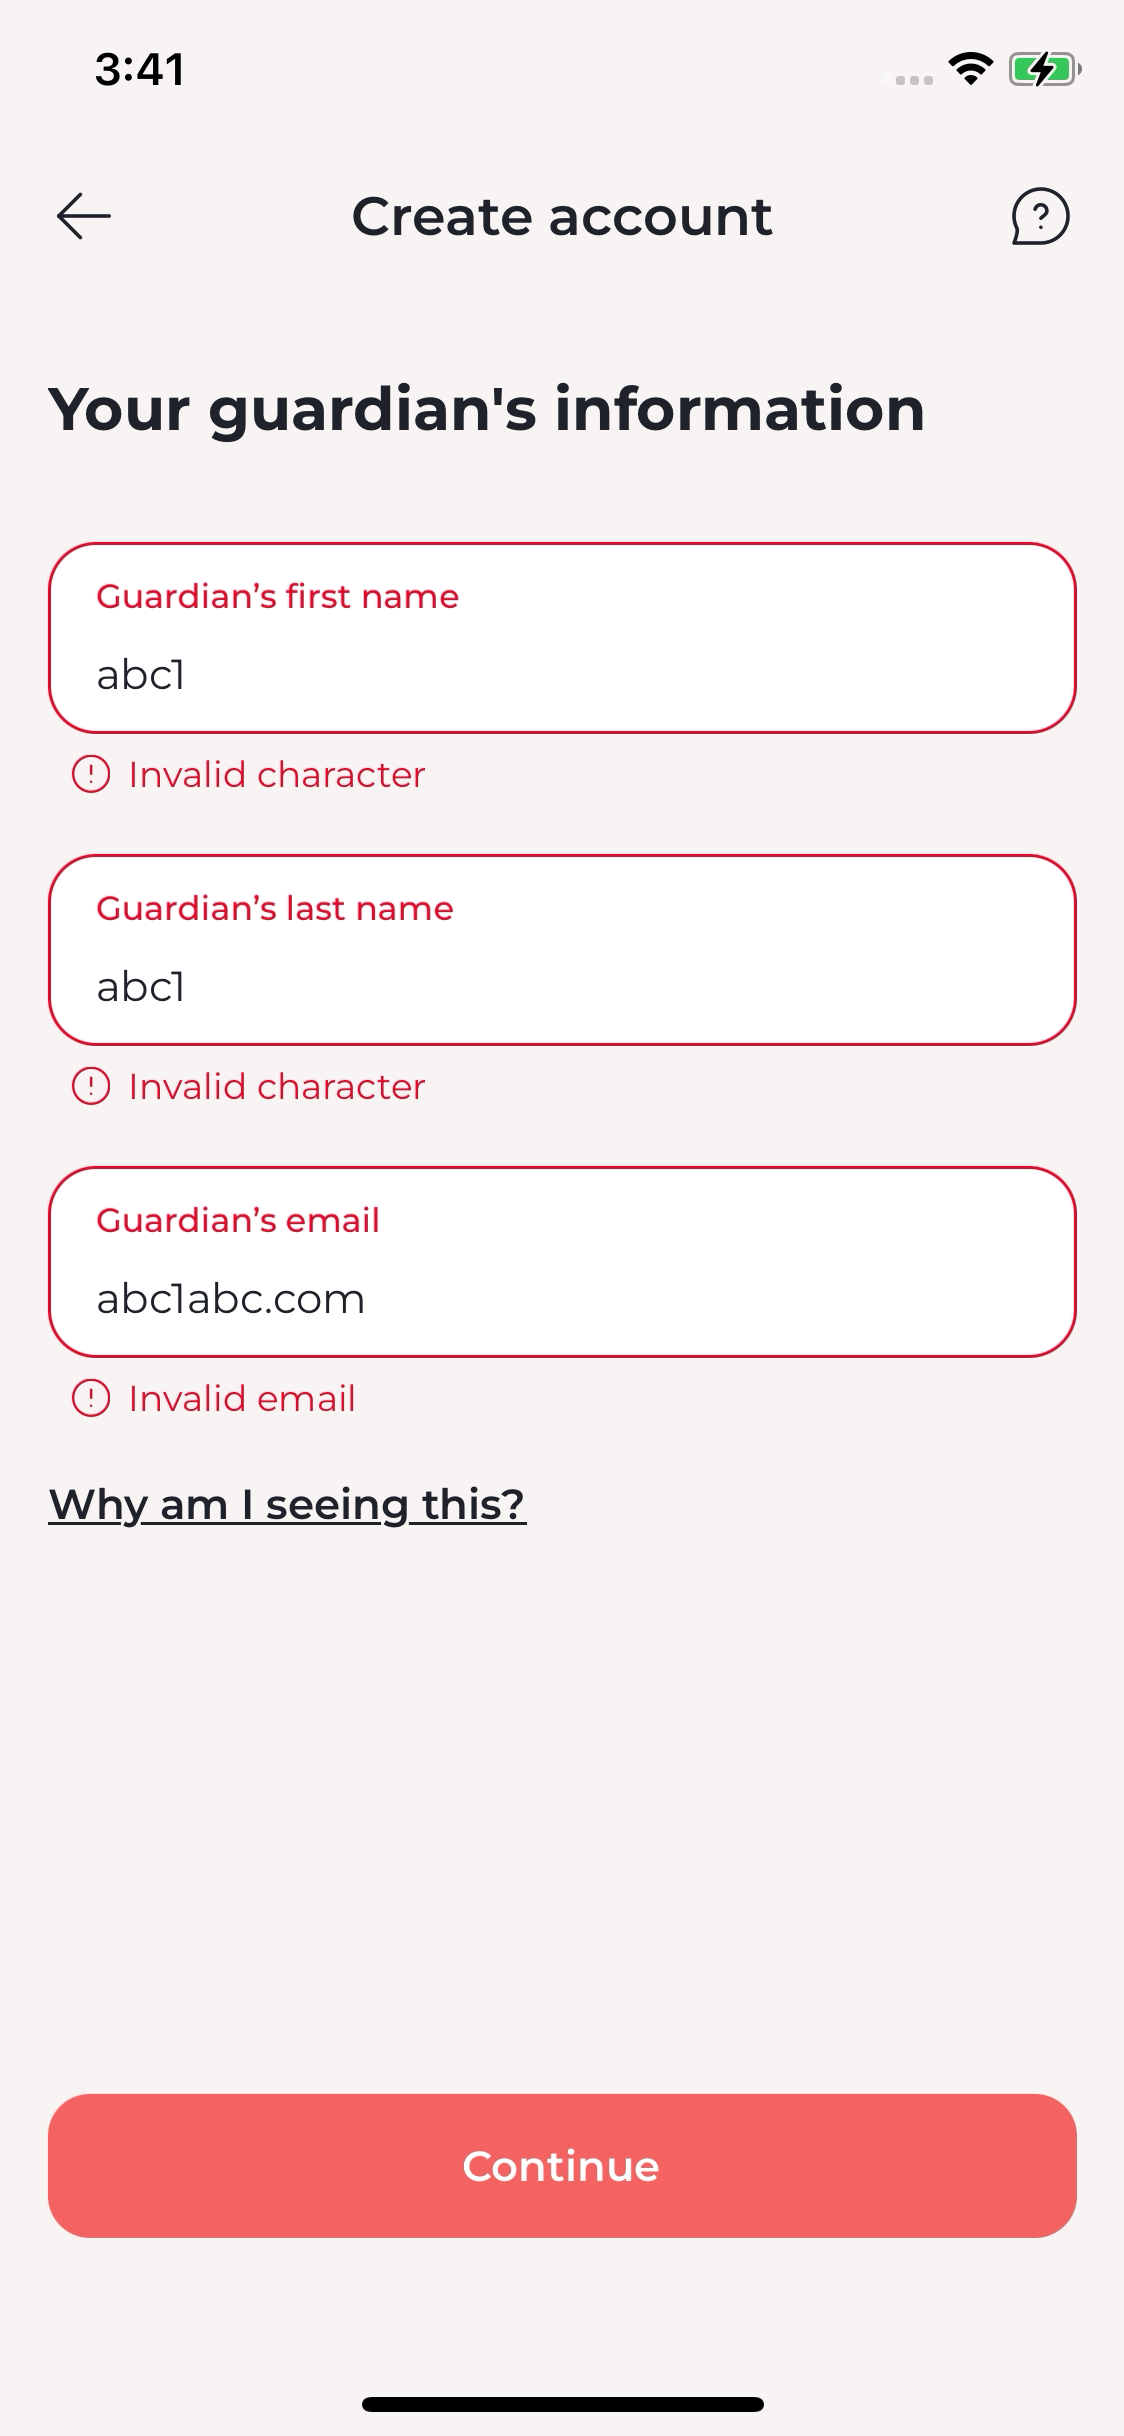 3:41
Create account
Your guardian's information
Guardian’s first name
abc1
Invalid character
Guardian’s last name
abc1
Invalid character
Guardian’s email
abc1abc.com
Invalid email
Why am I seeing this?
Continue